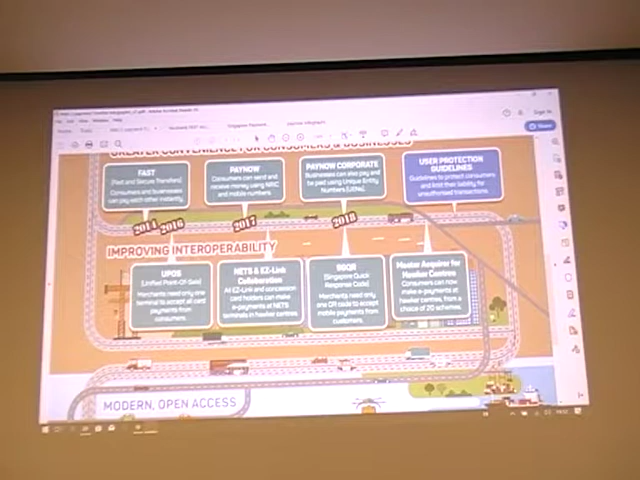 Sign In
Share
GREATER CONVENIENCE FOR CONSUMERS & BUSINESSES
FAST
(Fast and Secure Transfers)
Consumers and businesses
can pay each other instantly
PAYNOW
Consumers can send and
receive money using NRIC
and mobile numbers
PAYNOW CORPORATE
Businesses can also pay and
be paid using Unique Entity
Numbers (UENs)
USER PROTECTION
GUIDELINES
Guidelines to protect consumers
and limit their liability for
unauthorised transactions
2014
2016
2017
2018
IMPROVING INTEROPERABILITY
UPOS
(Unified Point-Of-Sale)
Merchants need only one
terminal to accept all card
payments from
consumers
NETS & EZ-Link
Collaboration
All EZ-Link and concession
card holders can make
e-payments at NETS
terminals in hawker centres
SGQR
(Singapore Quick
Response Code)
Merchants need only
one QR code to accept
mobile payments from
customers
Master Acquirer for
Hawker Centres
Consumers can now
make e-payments at
hawker centres, from a
choice of 20 schemes
MODERN, OPEN ACCESS